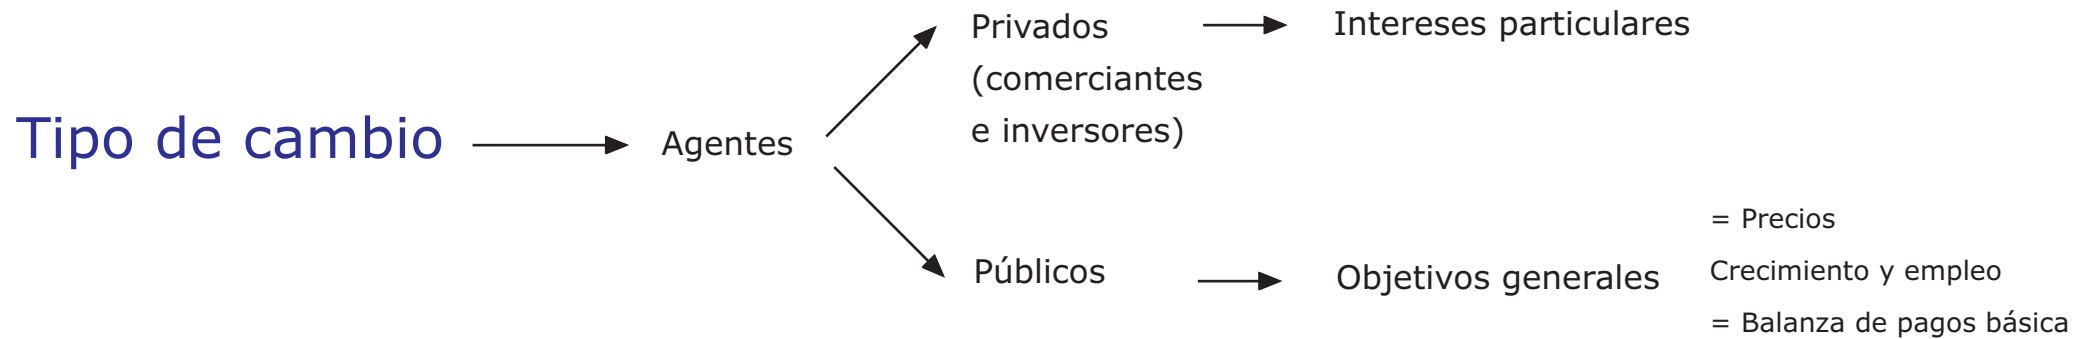 Tipo de cambio
Agentes
Privados
(comerciantes
e inversores)
Intereses particulares
Públicos
Objetivos generales
= Precios
Crecimiento y empleo
= Balanza de pagos básica